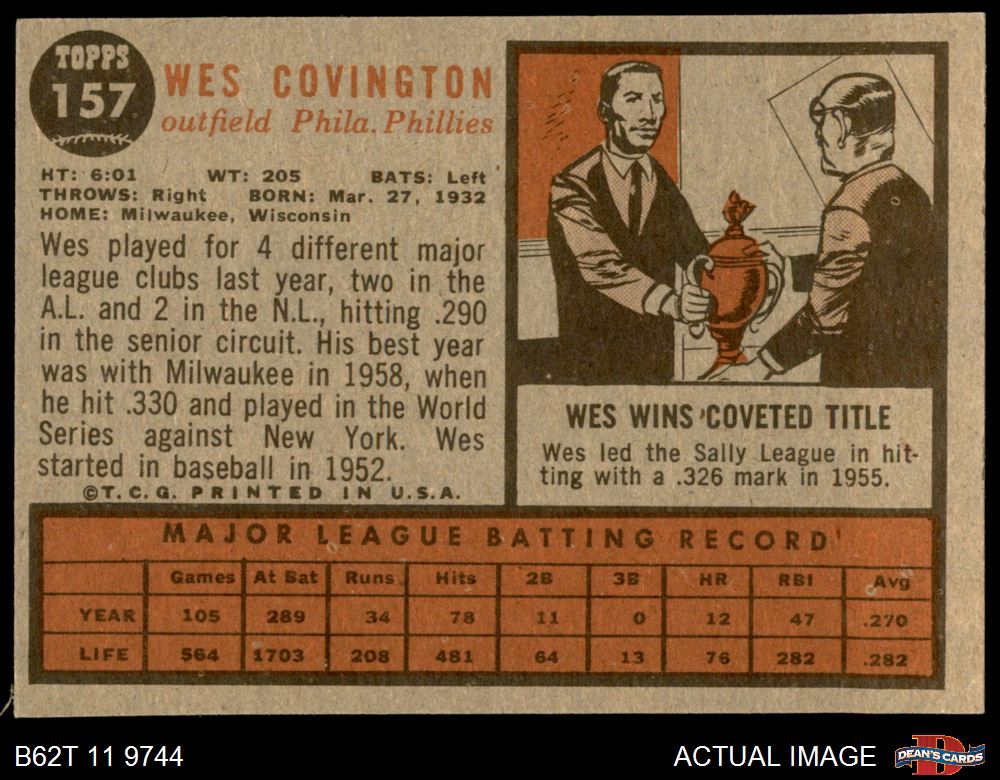 TOPPS
157
WES COVINGTON
outfield Phila. Phillies
HT: 6:01 WT: 205 BATS: Left
THROWS: Right BORN: Mar. 27, 1932
HOME: Milwaukee, Wisconsin
Wes played for 4 different major
league clubs last year, two in the
A.L. and 2 in the N.L., hitting .290
in the senior circuit. His best year
was with Milwaukee in 1958, when
he hit .330 and played in the World
Series against New York. Wes
started in baseball in 1952.
©T.C.G. PRINTED IN U.S.A.
WES WINS COVETED TITLE
Wes led the Sally League in hit-
ting with a .326 mark in 1955.
MAJOR LEAGUE BATTING RECORD
Games At Bat Runs Hits 2B 3B HR RBI Avg
YEAR 105 289 34 78 11 0 12 47 .270
LIFE 564 1703 208 481 64 13 76 282 .282
B62T 11 9744
ACTUAL IMAGE
DEAN'S CARDS